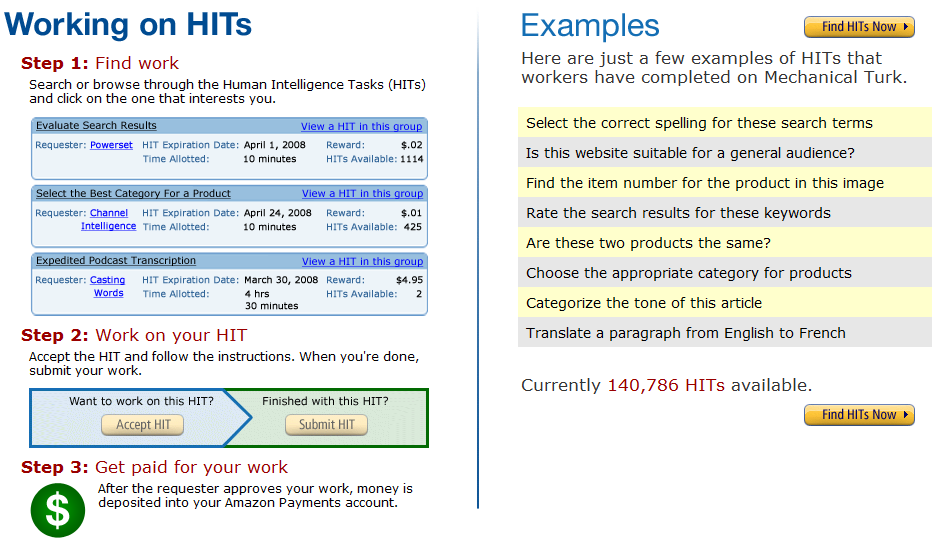 Working on HITs
Step 1: Find work
Search or browse through the Human Intelligence Tasks (HITs)
and click on the one that interests you.
Evaluate Search Results View a HIT in this group
Requester: Powerset HIT Expiration Date: April 1, 2008 Reward: $.02
Time Allotted: 10 minutes HITs Available: 1114
Select the Best Category For a Product View a HIT in this group
Requester: Channel HIT Expiration Date: April 24, 2008 Reward: $.01
Intelligence Time Allotted: 10 minutes HITs Available: 425
Expedited Podcast Transcription View a HIT in this group
Requester: Casting HIT Expiration Date: March 30, 2008 Reward: $4.95
Words Time Allotted: 4 hrs HITs Available: 2
30 minutes
Step 2: Work on your HIT
Accept the HIT and follow the instructions. When you're done,
submit your work.
Want to work on this HIT? Finished with this HIT?
Accept HIT Submit HIT
Step 3: Get paid for your work
After the requester approves your work, money is
deposited into your Amazon Payments account.
$
Examples Find HITs Now
Here are just a few examples of HITs that
workers have completed on Mechanical Turk.
Select the correct spelling for these search terms
Is this website suitable for a general audience?
Find the item number for the product in this image
Rate the search results for these keywords
Are these two products the same?
Choose the appropriate category for products
Categorize the tone of this article
Translate a paragraph from English to French
Currently 140,786 HITs available.
Find HITs Now